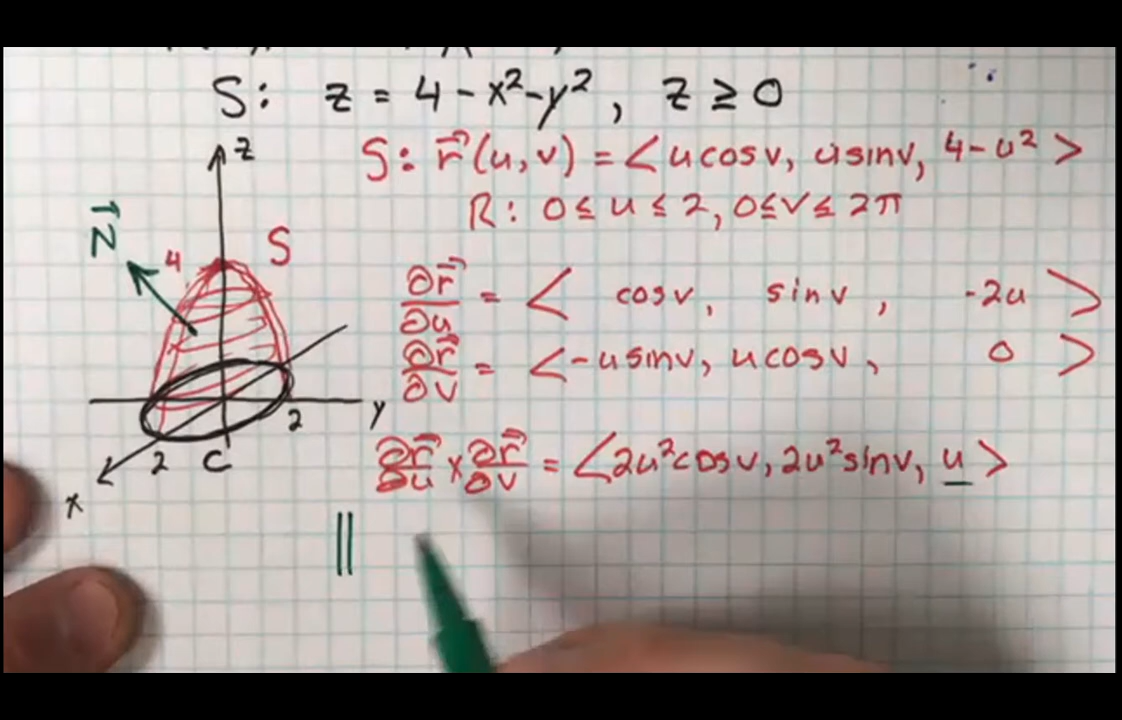 S: z = 4 - x²-y² , z ≥ 0
S: r⃗(u, v) = <u cos v, u sin v, 4-u²>
R: 0 ≤ u ≤ 2, 0 ≤ v ≤ 2π
z
N⃗
4
S
∂r⃗/∂u = < cos v, sin v, -2u >
∂r⃗/∂v = <-u sin v, u cos v, 0 >
y
2
2
C
x
∂r⃗/∂u × ∂r⃗/∂v = <2u² cos v, 2u² sin v, u>
||